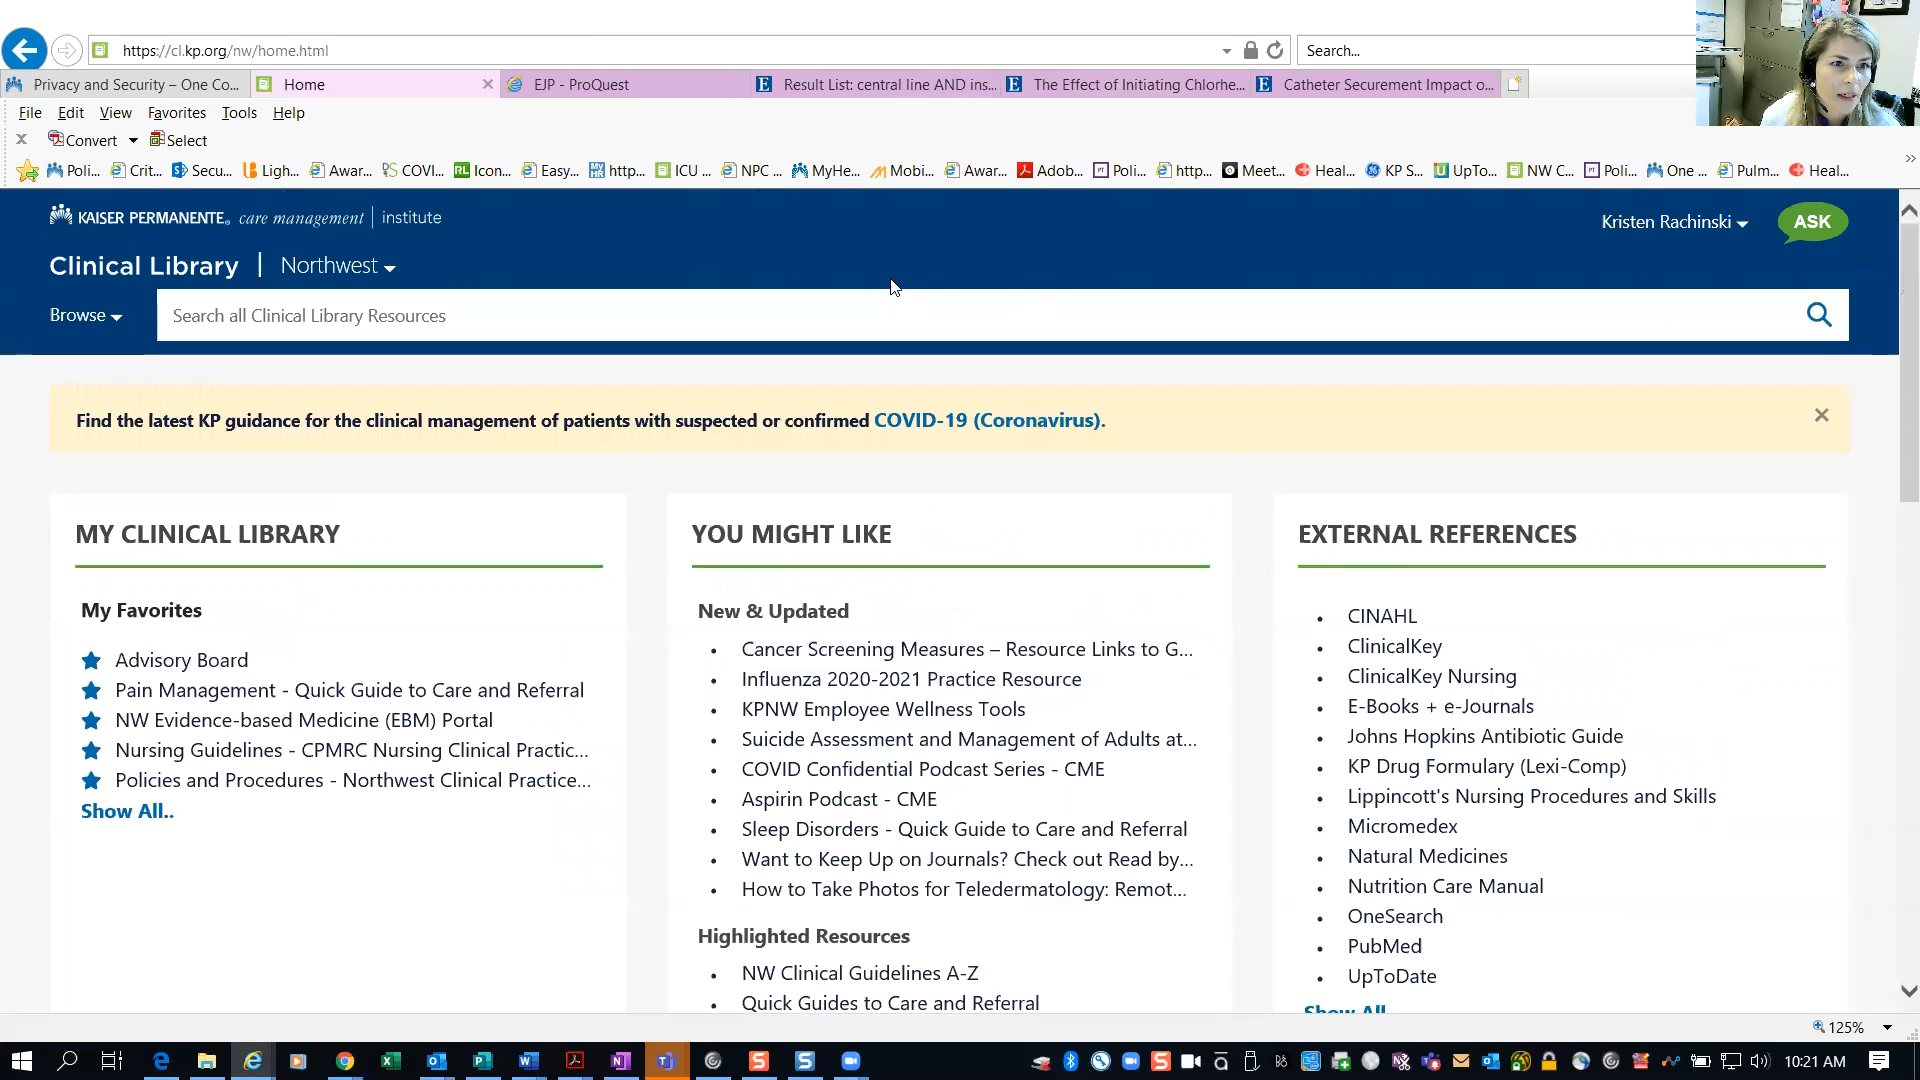 https://cl.kp.org/nw/home.html
Search...
Privacy and Security – One Co...
Home
EJP - ProQuest
Result List: central line AND ins...
The Effect of Initiating Chlorhe...
Catheter Securement Impact o...
File Edit View Favorites Tools Help
Convert Select
Poli... Crit... Secu... Ligh... Awar... COVI... Icon... Easy... http... ICU ... NPC ... MyHe... Mobi... Awar... Adob... Poli... http... Meet... Heal... KP S... UpTo... NW C... Poli... One ... Pulm... Heal...
KAISER PERMANENTE® care management | institute
Kristen Rachinski
ASK
Clinical Library | Northwest
Browse
Search all Clinical Library Resources
Find the latest KP guidance for the clinical management of patients with suspected or confirmed COVID-19 (Coronavirus).
MY CLINICAL LIBRARY
My Favorites
Advisory Board
Pain Management - Quick Guide to Care and Referral
NW Evidence-based Medicine (EBM) Portal
Nursing Guidelines - CPMRC Nursing Clinical Practic...
Policies and Procedures - Northwest Clinical Practice...
Show All..
YOU MIGHT LIKE
New & Updated
Cancer Screening Measures – Resource Links to G...
Influenza 2020-2021 Practice Resource
KPNW Employee Wellness Tools
Suicide Assessment and Management of Adults at...
COVID Confidential Podcast Series - CME
Aspirin Podcast - CME
Sleep Disorders - Quick Guide to Care and Referral
Want to Keep Up on Journals? Check out Read by...
How to Take Photos for Teledermatology: Remot...
Highlighted Resources
NW Clinical Guidelines A-Z
Quick Guides to Care and Referral
EXTERNAL REFERENCES
CINAHL
ClinicalKey
ClinicalKey Nursing
E-Books + e-Journals
Johns Hopkins Antibiotic Guide
KP Drug Formulary (Lexi-Comp)
Lippincott's Nursing Procedures and Skills
Micromedex
Natural Medicines
Nutrition Care Manual
OneSearch
PubMed
UpToDate
Show All
125%
10:21 AM